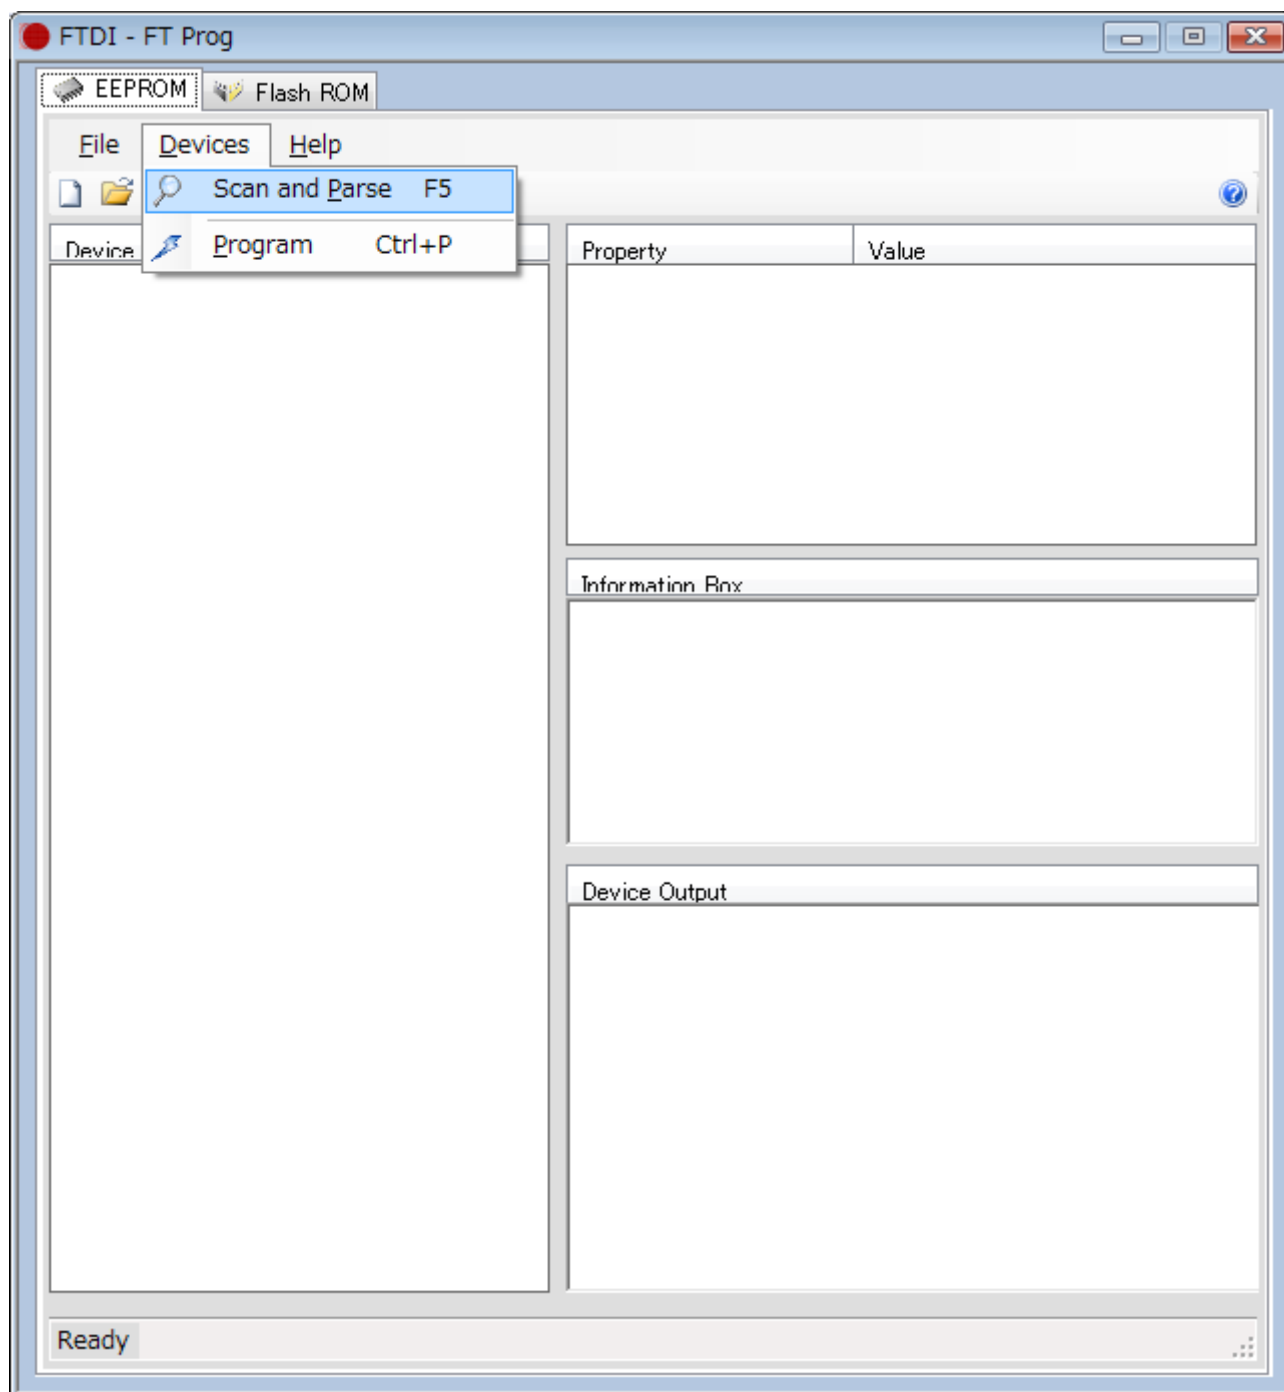 FTDI - FT Prog
EEPROM Flash ROM
File Devices Help
Scan and Parse F5
Program Ctrl+P
Device Property Value
Information Box
Device Output
Ready